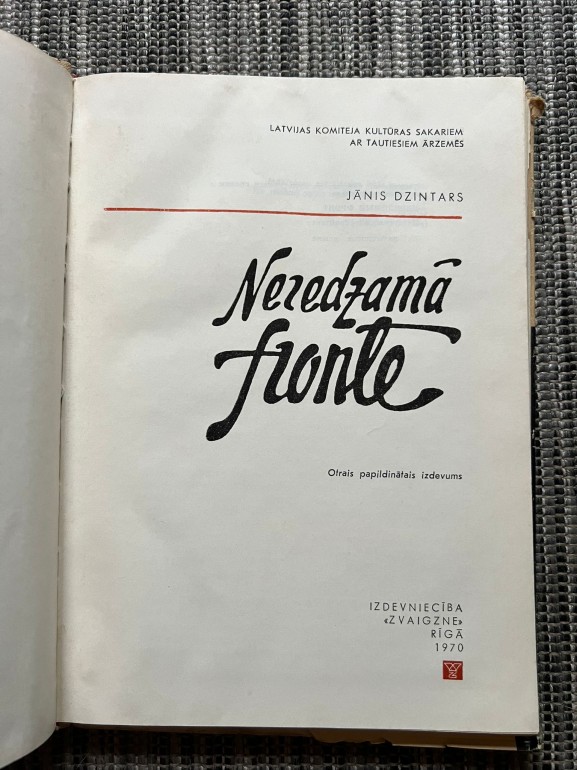 LATVIJAS KOMITEJA KULTŪRAS SAKARIEM
AR TAUTIEŠIEM ĀRZEMĒS
JĀNIS DZINTARS
Neredzamā
fronte
Otrais papildinātais izdevums
IZDEVNIECĪBA
«ZVAIGZNE»
RĪGĀ
1970